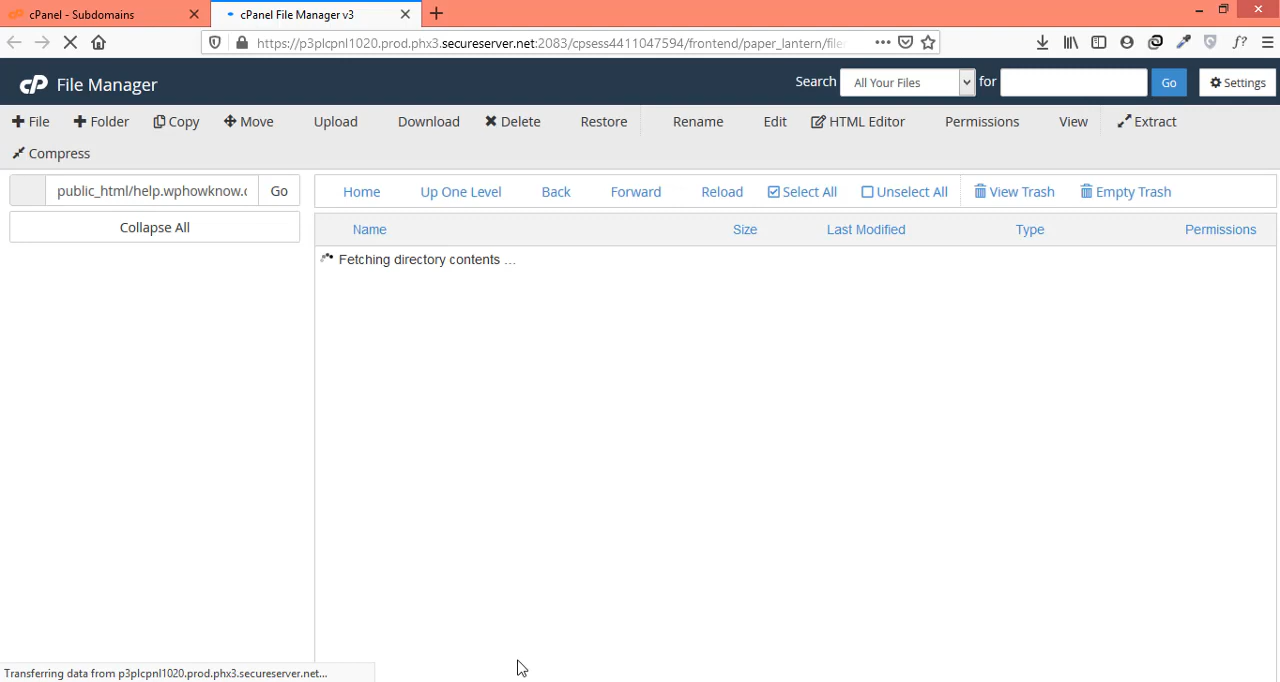 cPanel - Subdomains
cPanel File Manager v3
https://p3plcpnl1020.prod.phx3.secureserver.net:2083/cpsess4411047594/frontend/paper_lantern/file
File Manager
Search All Your Files for Go Settings
File Folder Copy Move Upload Download Delete Restore Rename Edit HTML Editor Permissions View Extract
Compress
public_html/help.wphowknow.c Go Home Up One Level Back Forward Reload Select All Unselect All View Trash Empty Trash
Collapse All
Name Size Last Modified Type Permissions
Fetching directory contents ...
Transferring data from p3plcpnl1020.prod.phx3.secureserver.net...